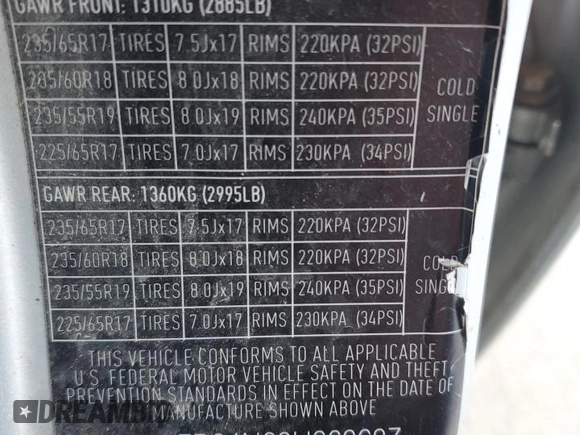 GAWR FRONT: 1310KG (2885LB)
235/65R17 TIRES 7.5Jx17 RIMS 220KPA (32PSI)
235/60R18 TIRES 8.0Jx18 RIMS 220KPA (32PSI)
235/55R19 TIRES 8.0Jx19 RIMS 240KPA (35PSI)
225/65R17 TIRES 7.0Jx17 RIMS 230KPA (34PSI)
COLD
SINGLE
GAWR REAR: 1360KG (2995LB)
235/65R17 TIRES 7.5Jx17 RIMS 220KPA (32PSI)
235/60R18 TIRES 8.0Jx18 RIMS 220KPA (32PSI)
235/55R19 TIRES 8.0Jx19 RIMS 240KPA (35PSI)
225/65R17 TIRES 7.0Jx17 RIMS 230KPA (34PSI)
COLD
SINGLE
THIS VEHICLE CONFORMS TO ALL APPLICABLE
U.S. FEDERAL MOTOR VEHICLE SAFETY AND THEFT
PREVENTION STANDARDS IN EFFECT ON THE DATE
OF MANUFACTURE SHOWN ABOVE.
AUTOHELPERBOT.COM